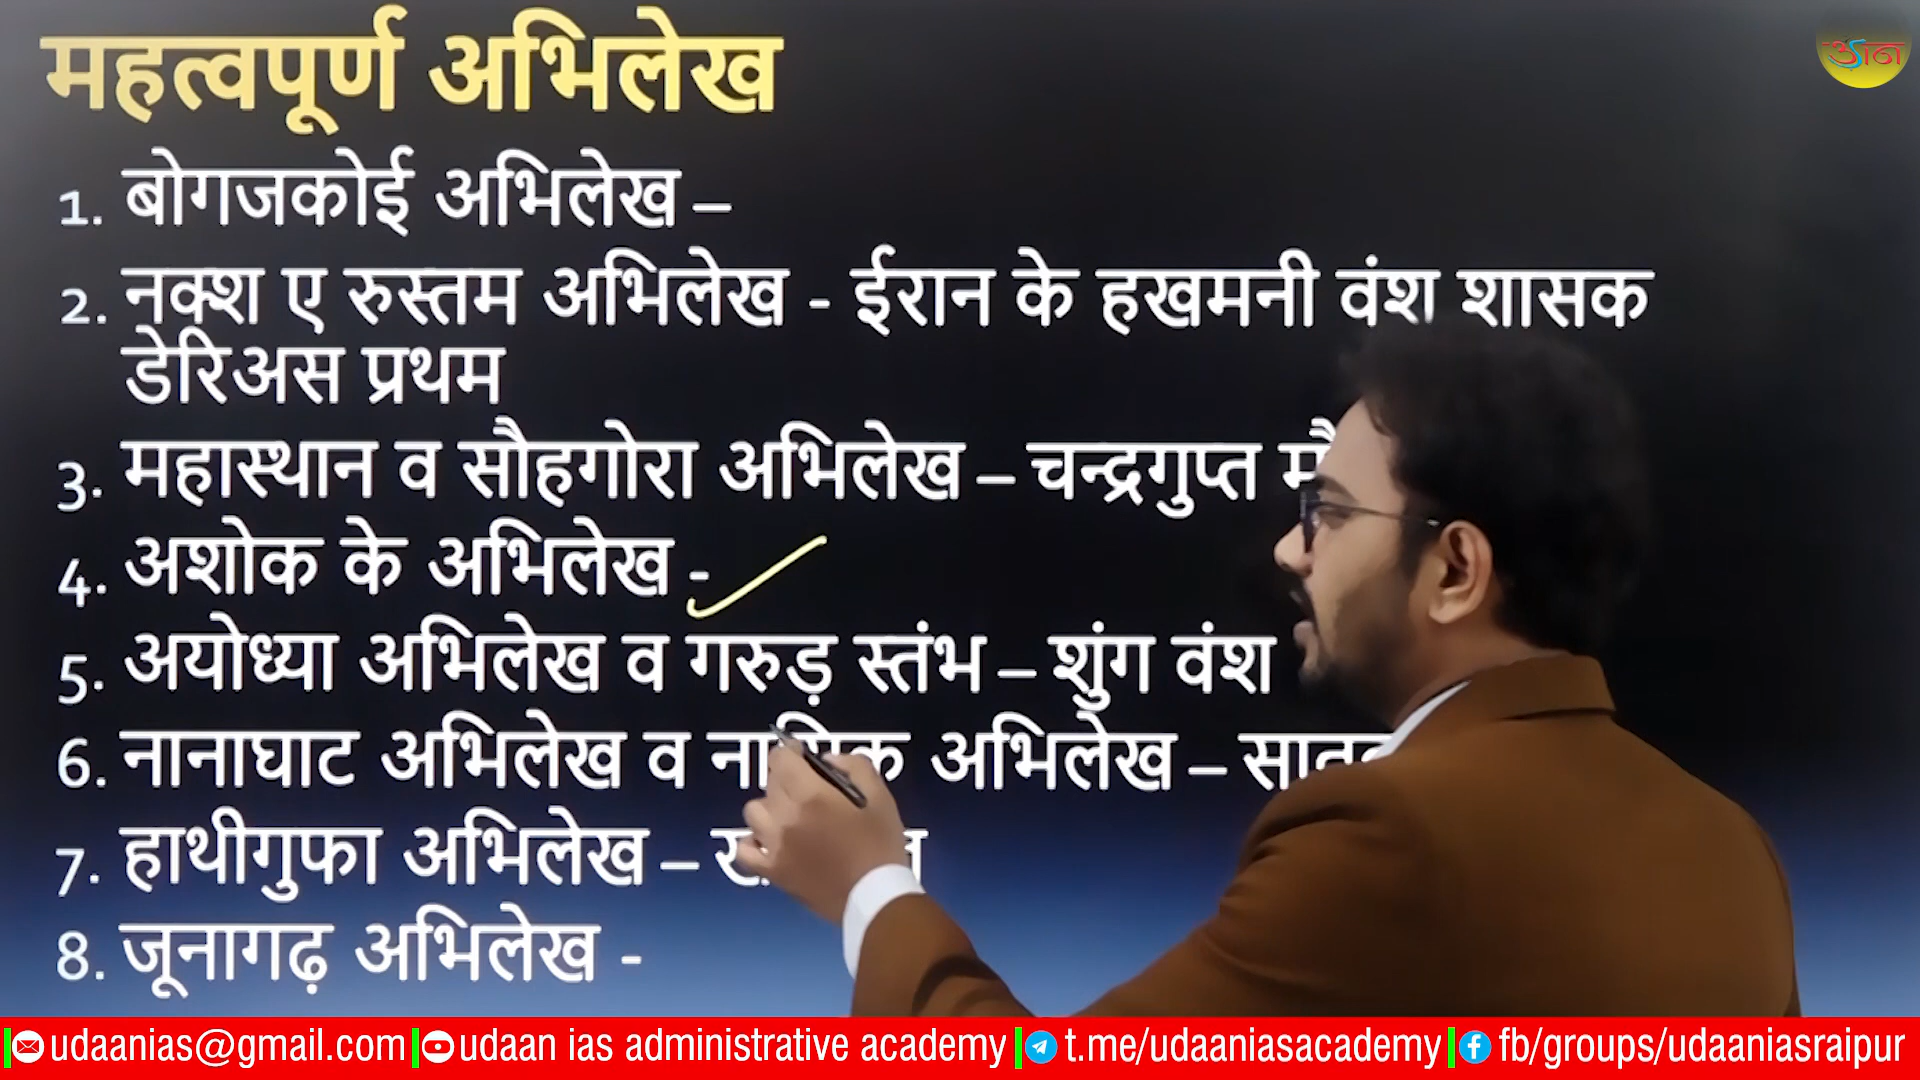 महत्वपूर्ण अभिलेख
उड़ान
1. बोगजकोई अभिलेख –
2. नक्श ए रुस्तम अभिलेख - ईरान के हखमनी वंश शासक
डेरिअस प्रथम
3. महास्थान व सौहगोरा अभिलेख – चन्द्रगुप्त
4. अशोक के अभिलेख -
5. अयोध्या अभिलेख व गरुड़ स्तंभ – शुंग वंश
6. नानाघाट अभिलेख व अभिलेख –
7. हाथीगुफा अभिलेख –
8. जूनागढ़ अभिलेख -
udaanias@gmail.com udaan ias administrative academy t.me/udaaniasacademy fb/groups/udaaniasraipur